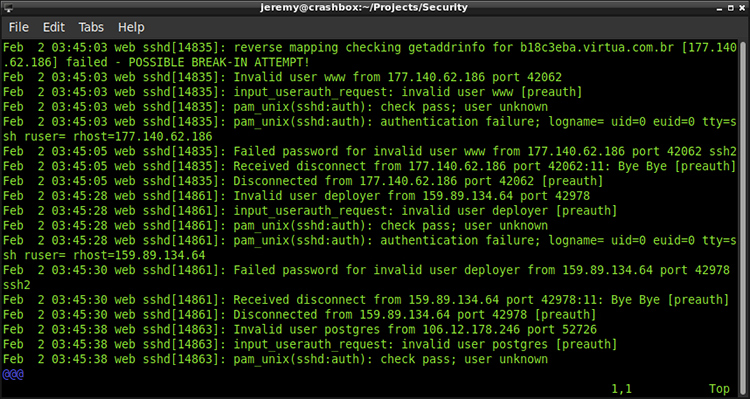 jeremy@crashbox:~/Projects/Security
File Edit Tabs Help
Feb  2 03:45:03 web sshd[14835]: reverse mapping checking getaddrinfo for b18c3eba.virtua.com.br [177.140
.62.186] failed - POSSIBLE BREAK-IN ATTEMPT!
Feb  2 03:45:03 web sshd[14835]: Invalid user www from 177.140.62.186 port 42062
Feb  2 03:45:03 web sshd[14835]: input_userauth_request: invalid user www [preauth]
Feb  2 03:45:03 web sshd[14835]: pam_unix(sshd:auth): check pass; user unknown
Feb  2 03:45:03 web sshd[14835]: pam_unix(sshd:auth): authentication failure; logname= uid=0 euid=0 tty=s
sh ruser= rhost=177.140.62.186
Feb  2 03:45:05 web sshd[14835]: Failed password for invalid user www from 177.140.62.186 port 42062 ssh2
Feb  2 03:45:05 web sshd[14835]: Received disconnect from 177.140.62.186 port 42062:11: Bye Bye [preauth]
Feb  2 03:45:05 web sshd[14835]: Disconnected from 177.140.62.186 port 42062 [preauth]
Feb  2 03:45:28 web sshd[14861]: Invalid user deployer from 159.89.134.64 port 42978
Feb  2 03:45:28 web sshd[14861]: input_userauth_request: invalid user deployer [preauth]
Feb  2 03:45:28 web sshd[14861]: pam_unix(sshd:auth): check pass; user unknown
Feb  2 03:45:28 web sshd[14861]: pam_unix(sshd:auth): authentication failure; logname= uid=0 euid=0 tty=s
sh ruser= rhost=159.89.134.64
Feb  2 03:45:30 web sshd[14861]: Failed password for invalid user deployer from 159.89.134.64 port 42978
ssh2
Feb  2 03:45:30 web sshd[14861]: Received disconnect from 159.89.134.64 port 42978:11: Bye Bye [preauth]
Feb  2 03:45:30 web sshd[14861]: Disconnected from 159.89.134.64 port 42978 [preauth]
Feb  2 03:45:38 web sshd[14863]: Invalid user postgres from 106.12.178.246 port 52726
Feb  2 03:45:38 web sshd[14863]: input_userauth_request: invalid user postgres [preauth]
Feb  2 03:45:38 web sshd[14863]: pam_unix(sshd:auth): check pass; user unknown
@@@
1,1 Top